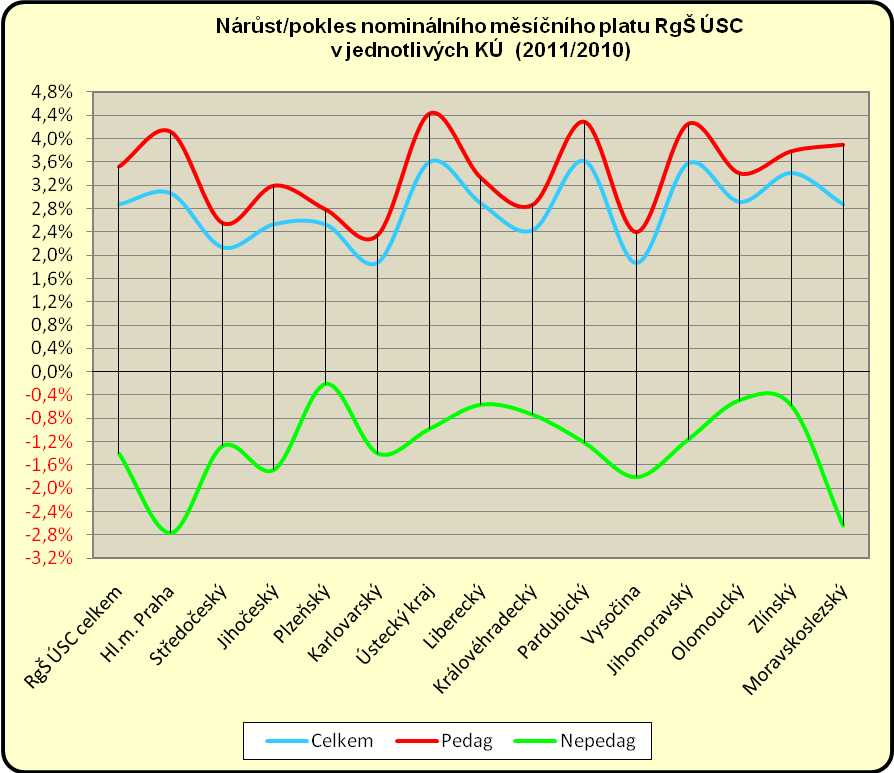 Nárůst/pokles nominálního měsíčního platu RgŠ ÚSC
v jednotlivých KÚ (2011/2010)
4,8%
4,4%
4,0%
3,6%
3,2%
2,8%
2,4%
2,0%
1,6%
1,2%
0,8%
0,4%
0,0%
-0,4%
-0,8%
-1,2%
-1,6%
-2,0%
-2,4%
-2,8%
-3,2%
RgŠ ÚSC celkem
Hl.m. Praha
Středočeský
Jihočeský
Plzeňský
Karlovarský
Ústecký kraj
Liberecký
Královéhradecký
Pardubický
Vysočina
Jihomoravský
Olomoucký
Zlínský
Moravskoslezský
Celkem
Pedag
Nepedag